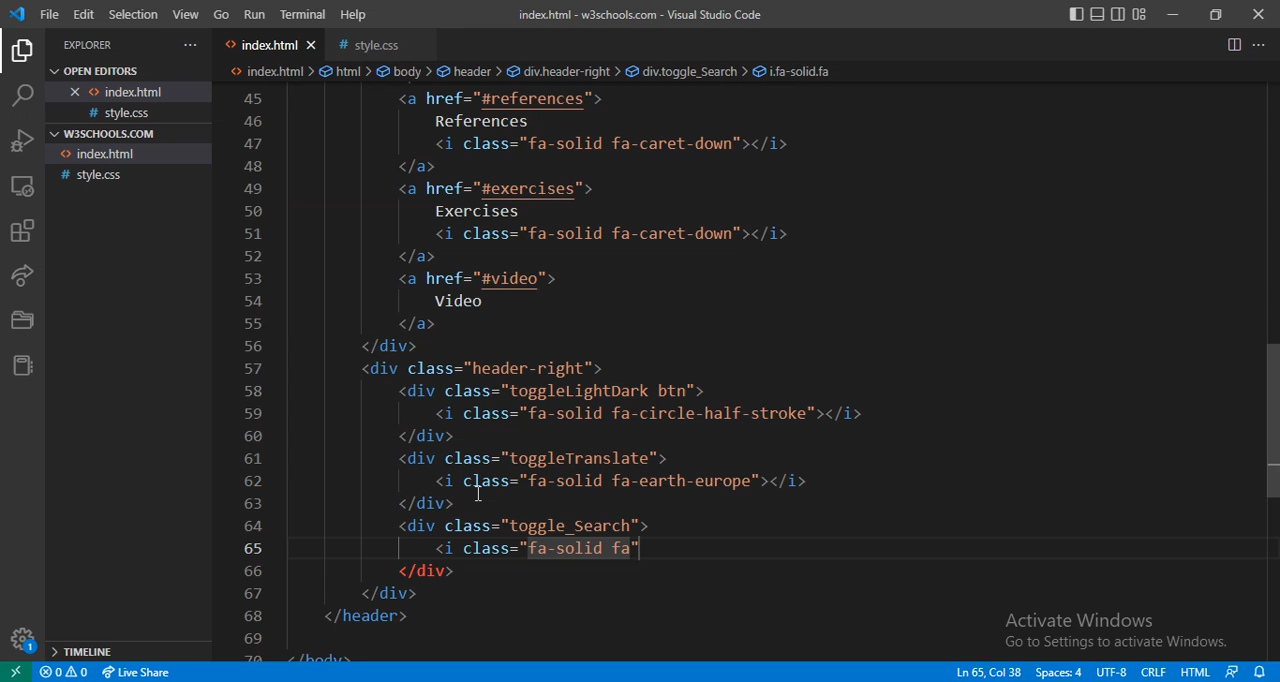 File Edit Selection View Go Run Terminal Help index.html - w3schools.com - Visual Studio Code
EXPLORER ... <> index.html × # style.css ...
OPEN EDITORS
index.html > html > body > header > div.header-right > div.toggle_Search > i.fa-solid.fa
× <> index.html
# style.css
W3SCHOOLS.COM
<> index.html
# style.css
45 <a href="#references">
46 References
47 <i class="fa-solid fa-caret-down"></i>
48 </a>
49 <a href="#exercises">
50 Exercises
51 <i class="fa-solid fa-caret-down"></i>
52 </a>
53 <a href="#video">
54 Video
55 </a>
56 </div>
57 <div class="header-right">
58 <div class="toggleLightDark btn">
59 <i class="fa-solid fa-circle-half-stroke"></i>
60 </div>
61 <div class="toggleTranslate">
62 <i class="fa-solid fa-earth-europe"></i>
63 </div>
64 <div class="toggle_Search">
65 <i class="fa-solid fa"
66 </div>
67 </div>
68 </header>
69
70 </body>
Activate Windows
Go to Settings to activate Windows.
1
TIMELINE
0 0 Live Share Ln 65, Col 38 Spaces: 4 UTF-8 CRLF HTML